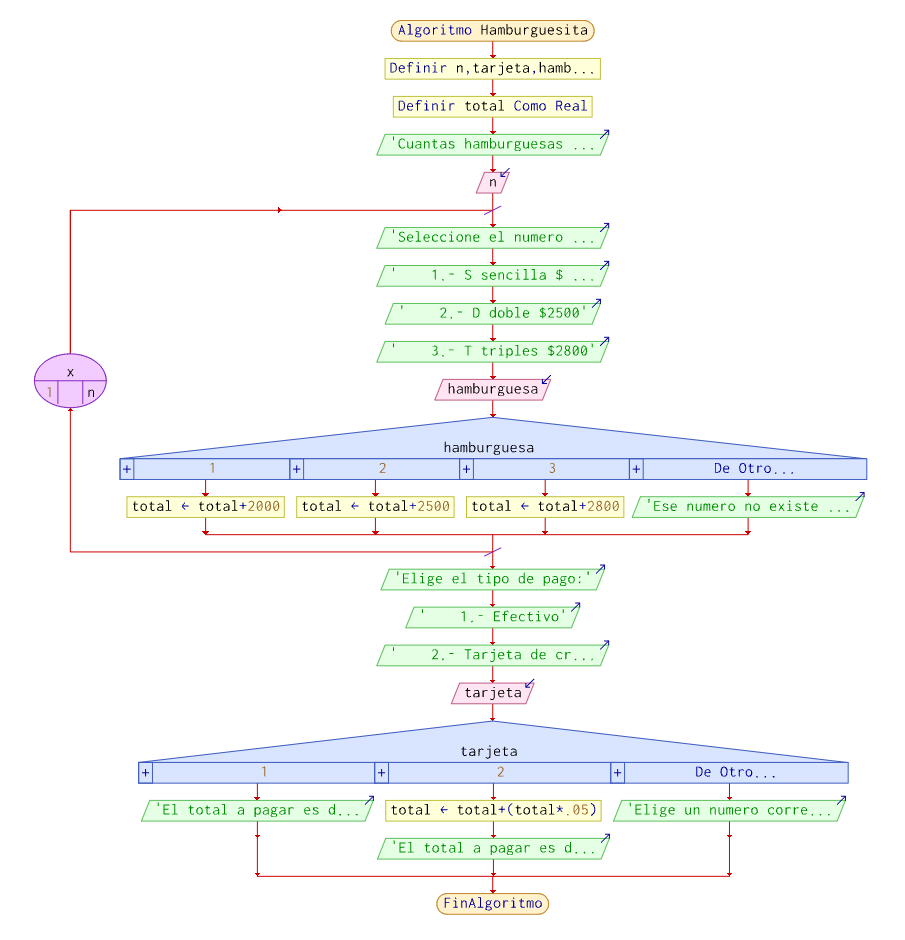 Algoritmo Hamburguesita
Definir n,tarjeta,hamb...
Definir total Como Real
'Cuantas hamburguesas ...
n
'Seleccione el numero ...
'    1.- S sencilla $ ...
'    2.- D doble $2500'
'    3.- T triples $2800'
hamburguesa
x
1 n
hamburguesa
+ 1 + 2 + 3 + De Otro...
total ← total+2000 total ← total+2500 total ← total+2800 'Ese numero no existe ...
'Elige el tipo de pago:'
'    1.- Efectivo'
'    2.- Tarjeta de cr...
tarjeta
tarjeta
+ 1 + 2 + De Otro...
'El total a pagar es d... total ← total+(total*.05) 'Elige un numero corre...
'El total a pagar es d...
FinAlgoritmo